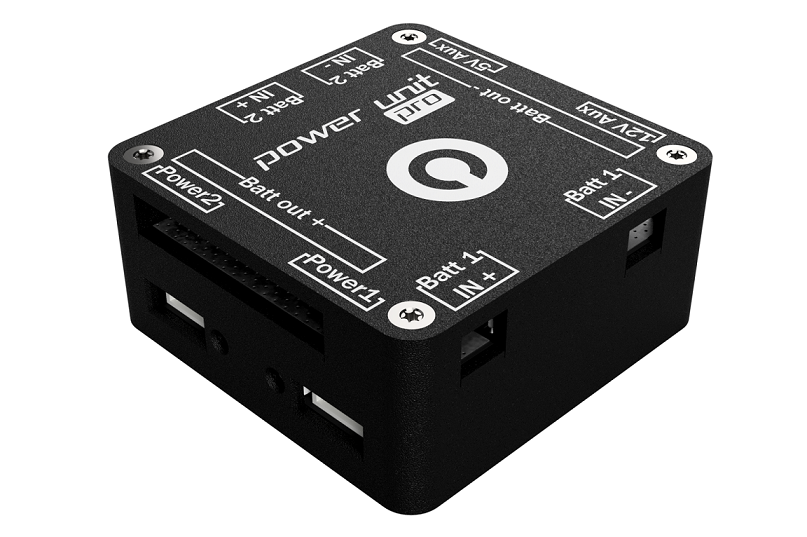 -5V Aux
Batt out -
12V Aux
Batt 2
IN -
Batt 2
IN +
power unit
pro
Batt 1
IN -
Power2
Batt out +
Power1
Batt 1
IN +